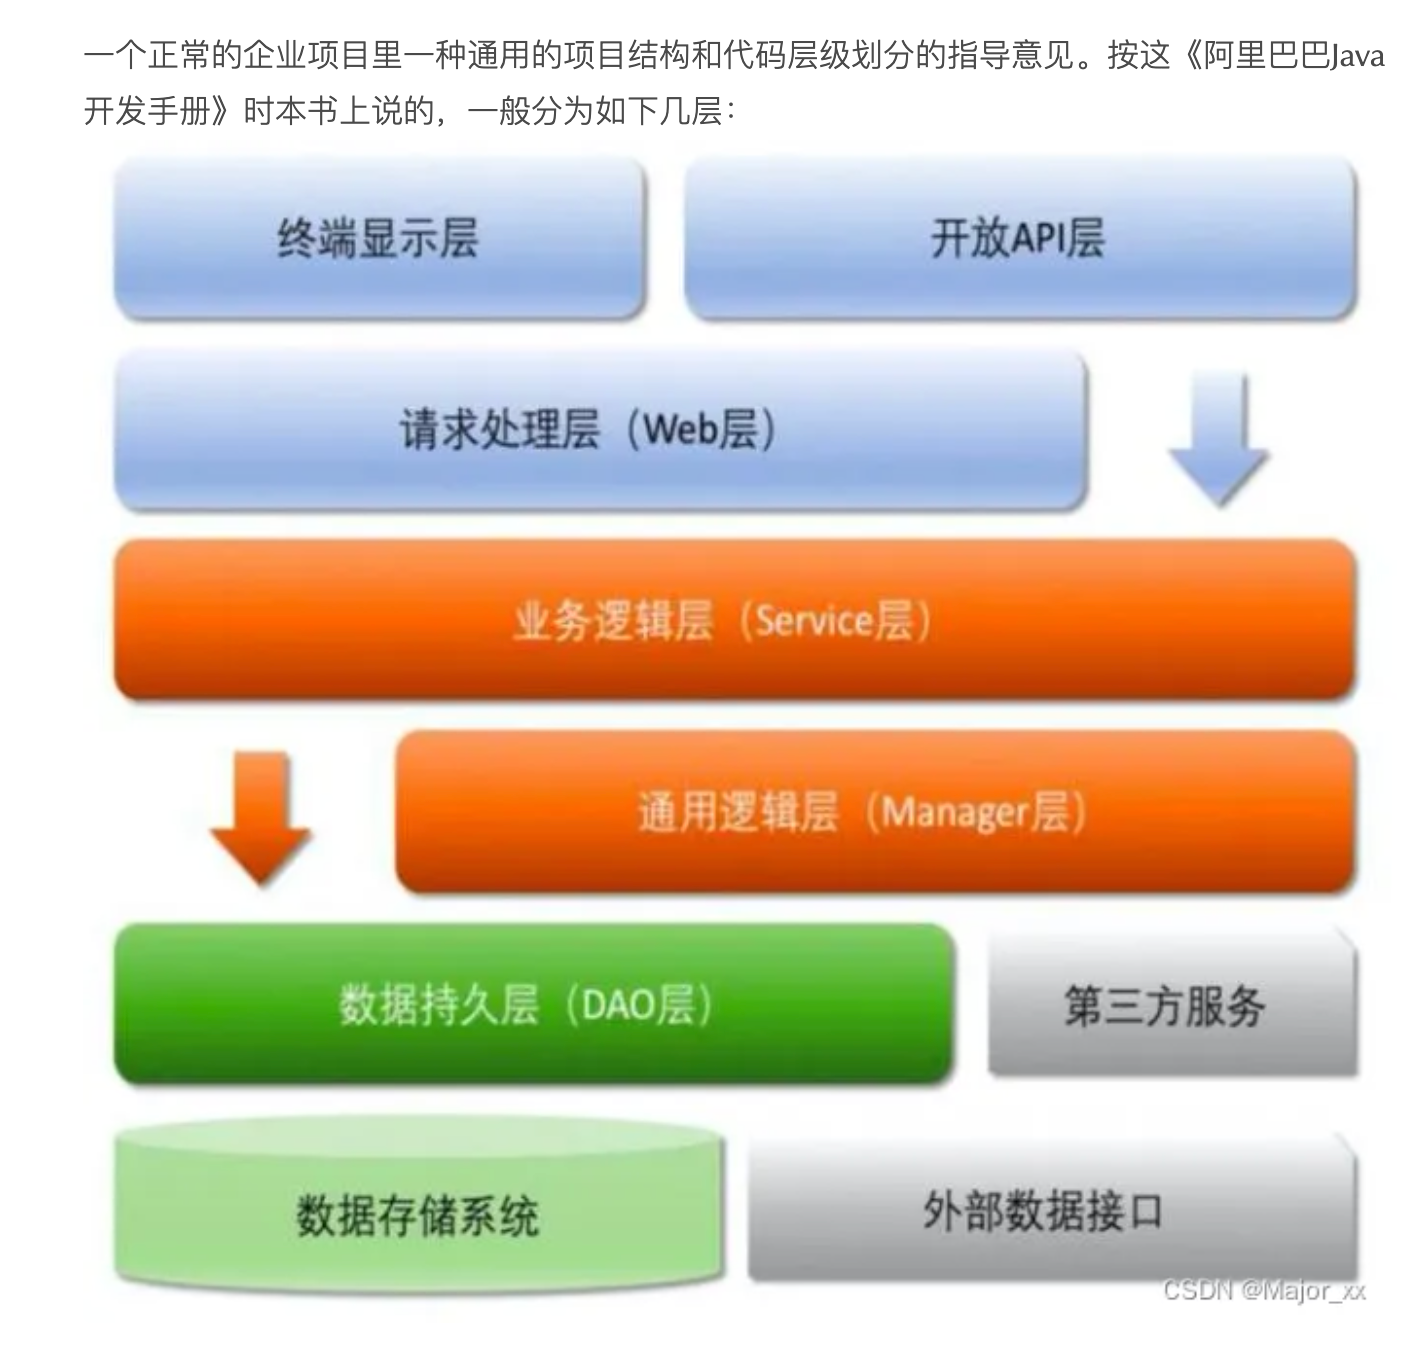 一个正常的企业项目里一种通用的项目结构和代码层级划分的指导意见。按这《阿里巴巴Java
开发手册》时本书上说的，一般分为如下几层：
终端显示层
开放API层
请求处理层（Web层）
业务逻辑层（Service层）
通用逻辑层（Manager层）
数据持久层（DAO层）
第三方服务
数据存储系统
外部数据接口
CSDN @Major_xx